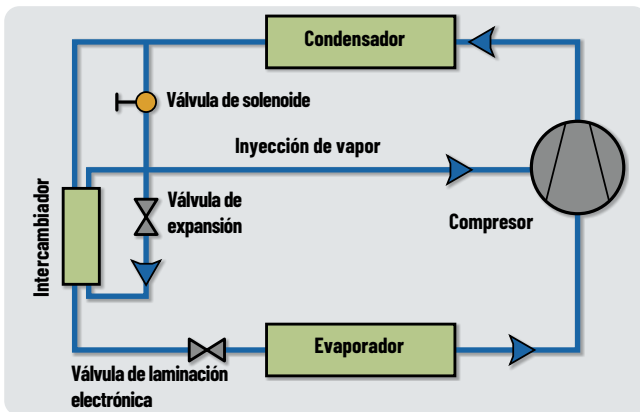 Condensador
Válvula de solenoide
Inyección de vapor
Válvula de
expansión
Compresor
Intercambiador
Evaporador
Válvula de laminación
electrónica